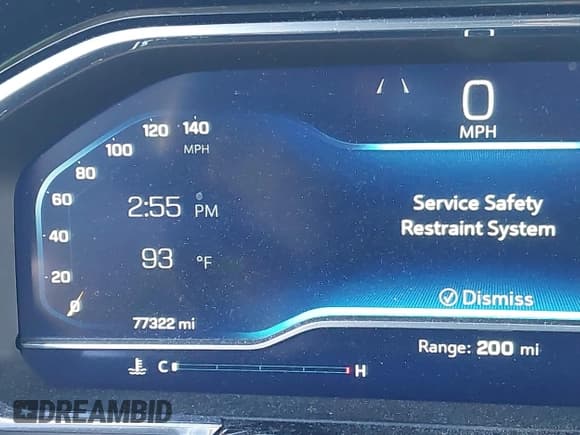 0
MPH
120 140
100 MPH
80
60
40
20
0
2:55 PM
93 °F
77322 mi
Service Safety
Restraint System
Dismiss
Range: 200 mi
C H
DREAMBID